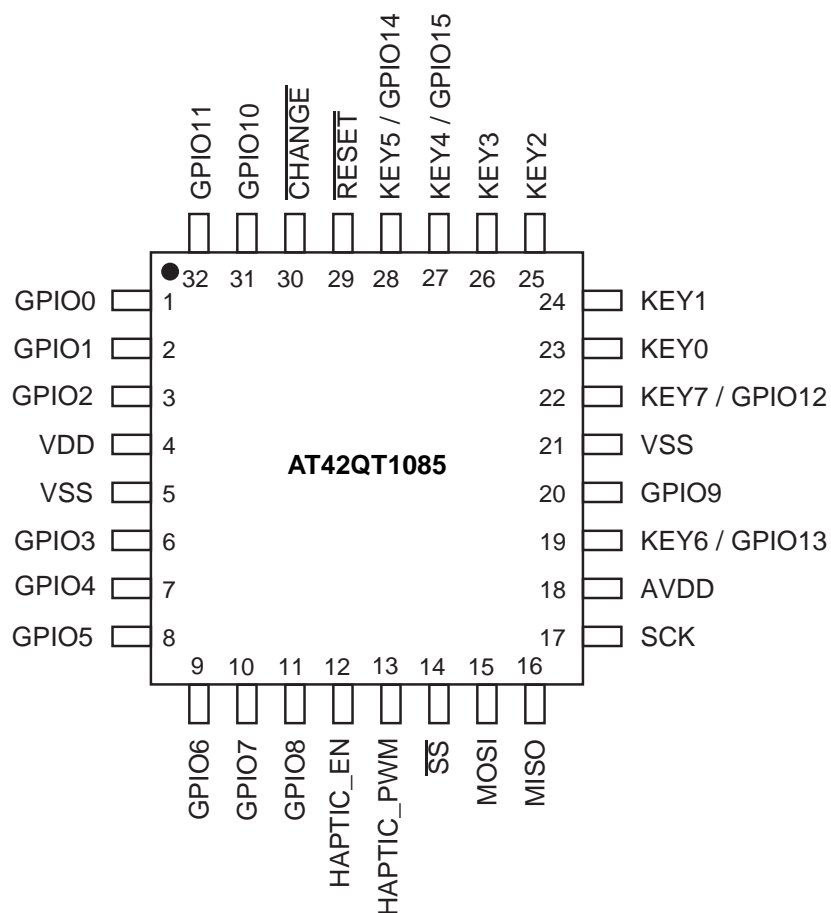 GPIO11
GPIO10
CHANGE
RESET
KEY5 / GPIO14
KEY4 / GPIO15
KEY3
KEY2
32
31
30
29
28
27
26
25
GPIO0
1
24
KEY1
GPIO1
2
23
KEY0
GPIO2
3
22
KEY7 / GPIO12
VDD
4
AT42QT1085
21
VSS
VSS
5
20
GPIO9
GPIO3
6
19
KEY6 / GPIO13
GPIO4
7
18
AVDD
GPIO5
8
17
SCK
9
10
11
12
13
14
15
16
GPIO6
GPIO7
GPIO8
HAPTIC_EN
HAPTIC_PWM
SS
MOSI
MISO